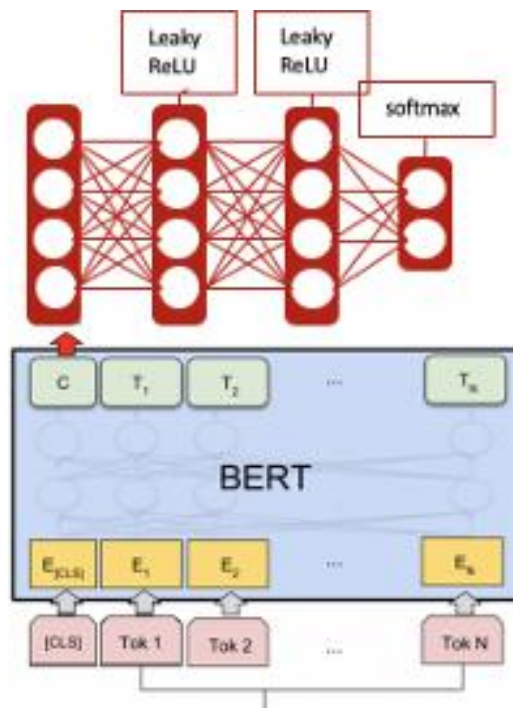 Leaky
ReLU
Leaky
ReLU
softmax
C T1 T2 ... TN
BERT
E[CLS] E1 E2 ... EN
[CLS] Tok 1 Tok 2 ... Tok N